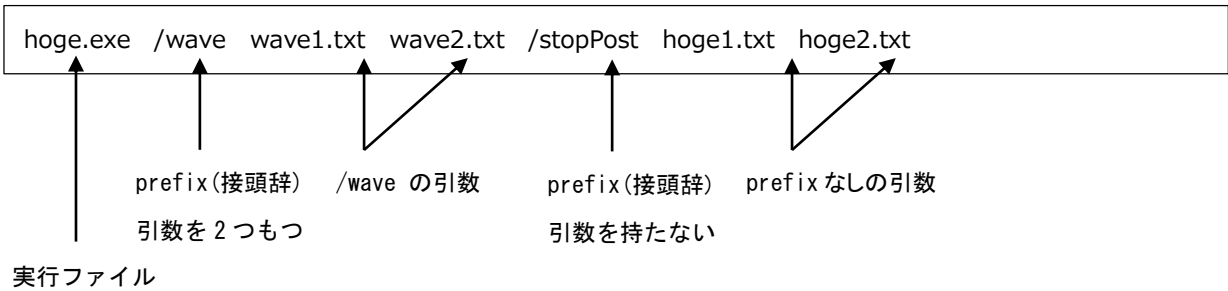 hoge.exe /wave wave1.txt wave2.txt /stopPost hoge1.txt hoge2.txt
prefix(接頭辞) /wave の引数 prefix(接頭辞) prefixなしの引数
引数を2つもつ 引数を持たない
実行ファイル